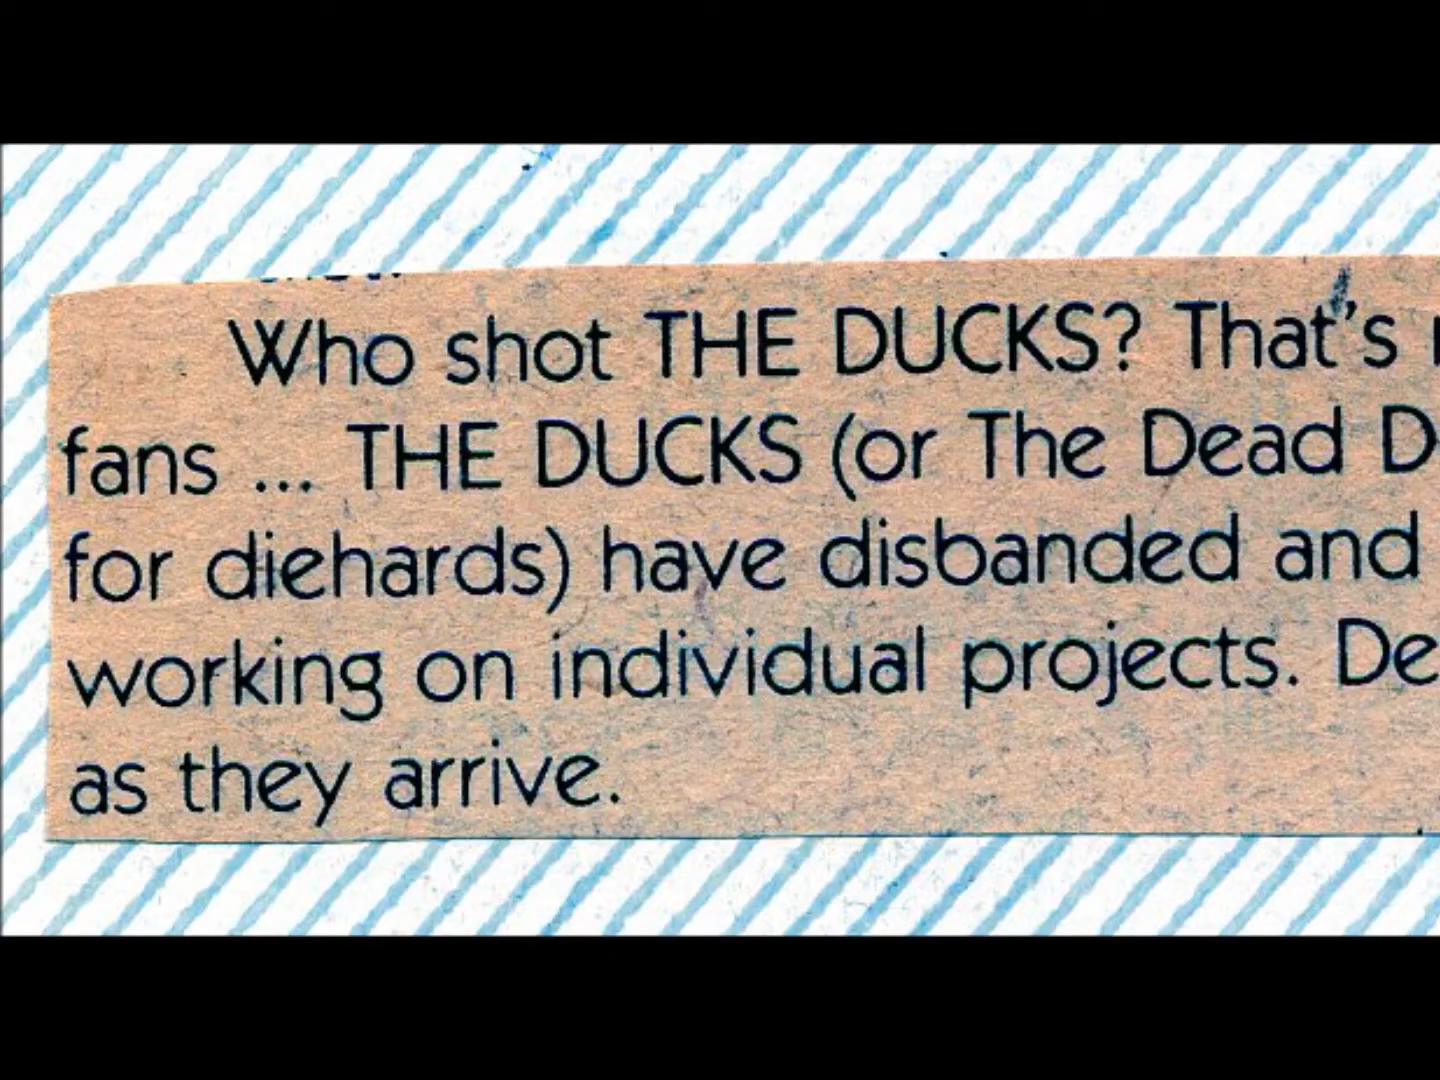 Who shot THE DUCKS? That's
fans ... THE DUCKS (or The Dead
for diehards) have disbanded and
working on individual projects.
as they arrive.